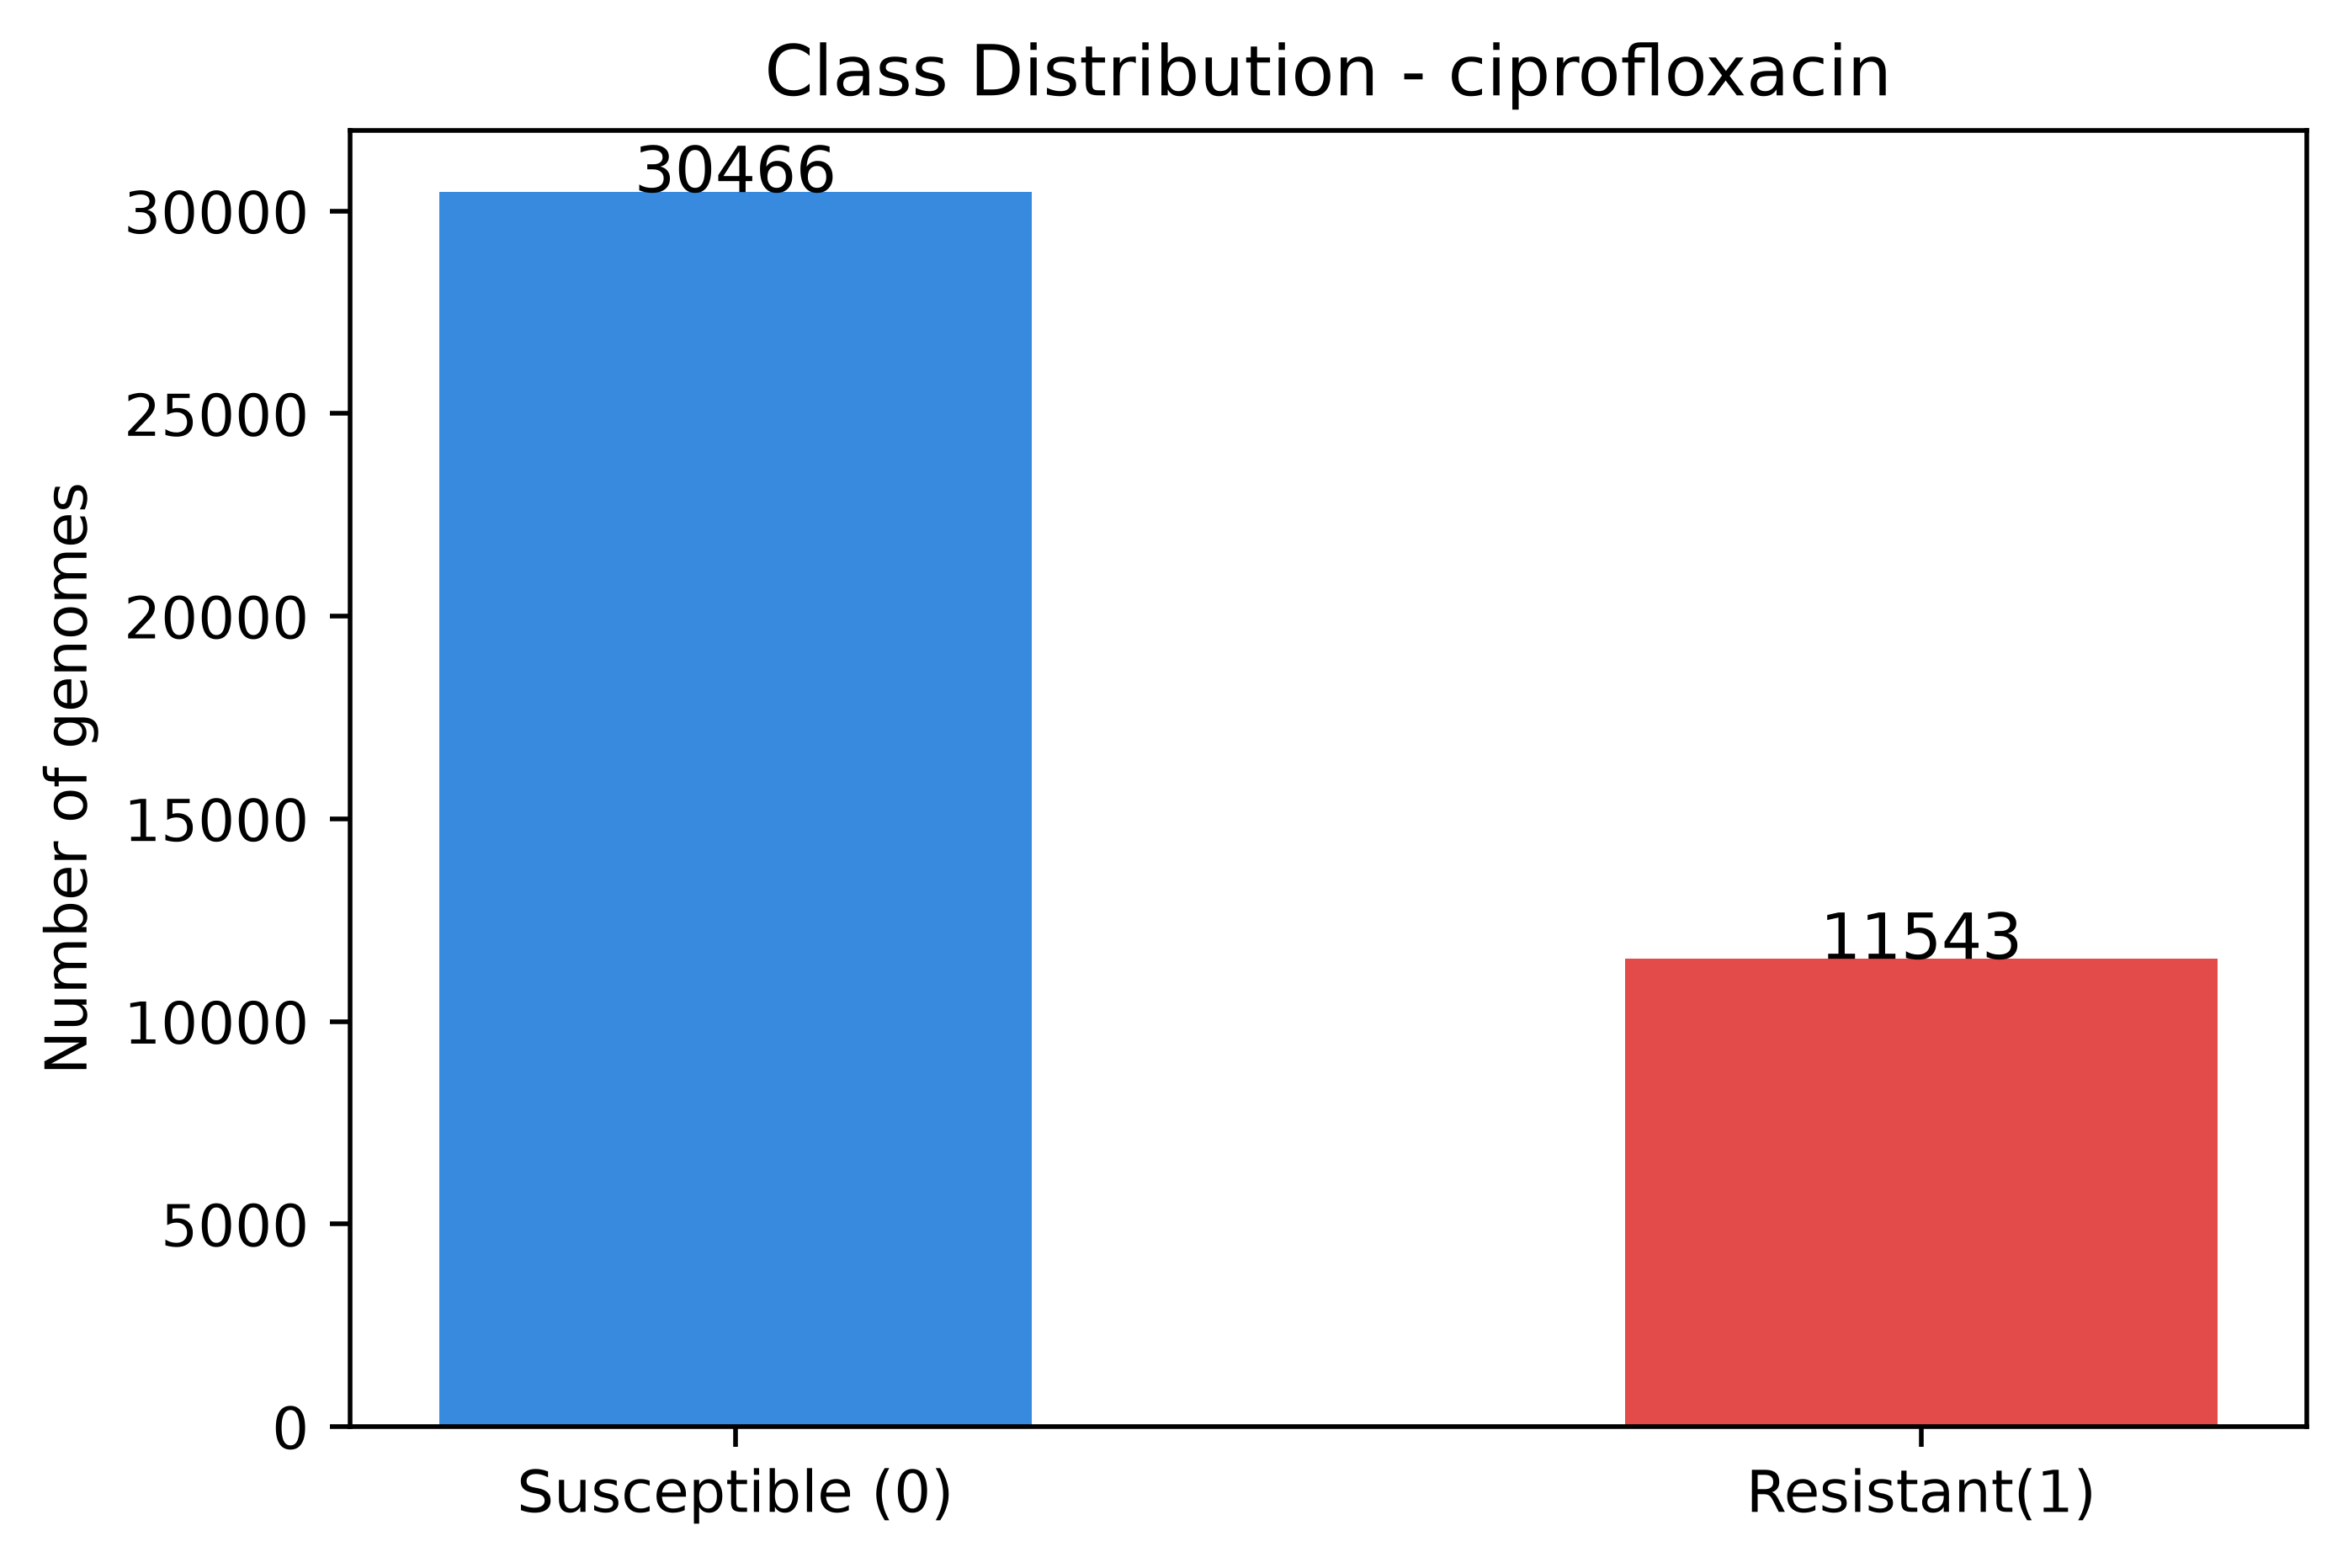 Class Distribution - ciprofloxacin
30466
30000
25000
20000
15000
11543
10000
5000
0
Number of genomes
Susceptible (0)
Resistant(1)